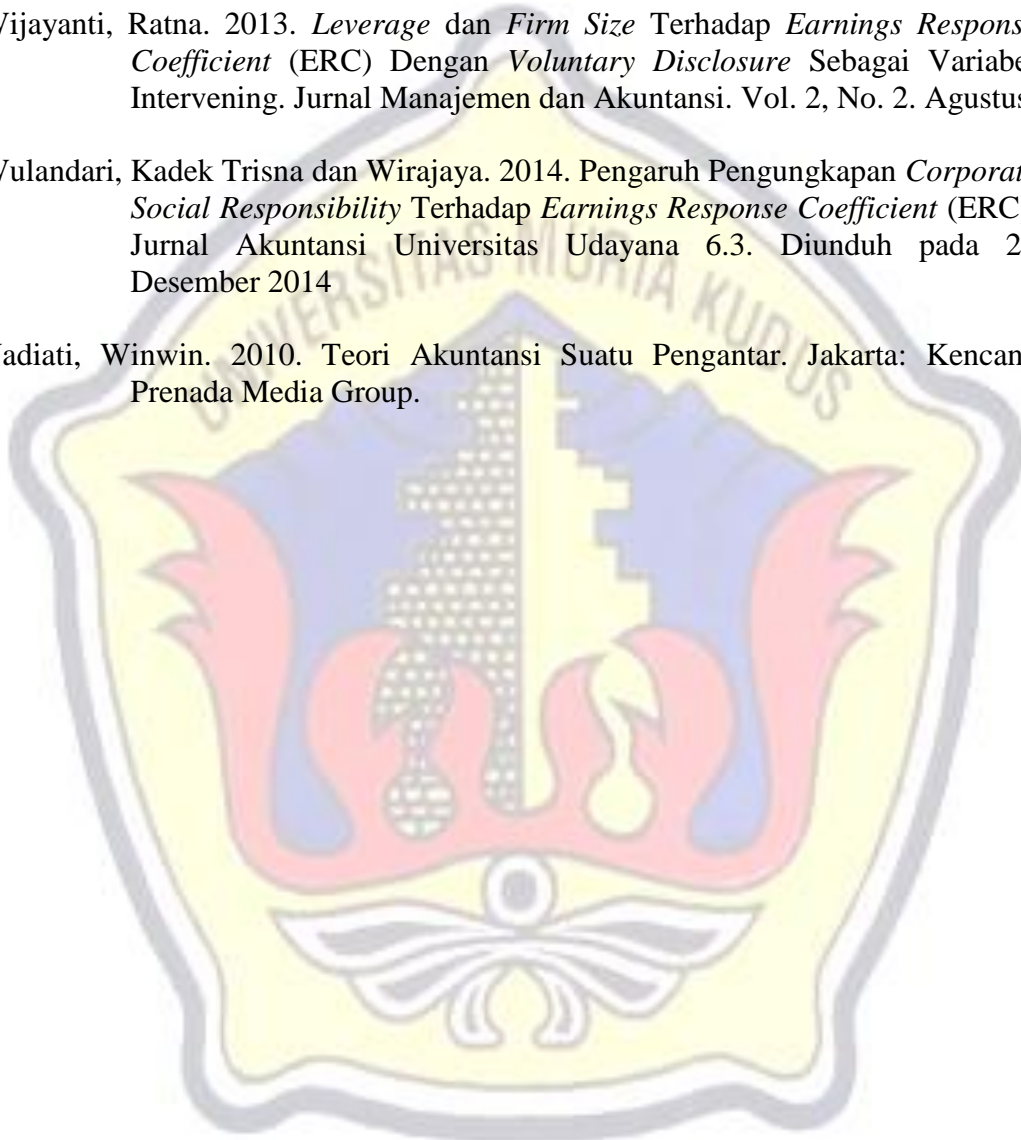 Wijayanti, Ratna. 2013. Leverage dan Firm Size Terhadap Earnings Respons
Coefficient (ERC) Dengan Voluntary Disclosure Sebagai Variabe
Intervening. Jurnal Manajemen dan Akuntansi. Vol. 2, No. 2. Agustus
Wulandari, Kadek Trisna dan Wirajaya. 2014. Pengaruh Pengungkapan Corporat
Social Responsibility Terhadap Earnings Response Coefficient (ERC
Jurnal Akuntansi Universitas Udayana 6.3. Diunduh pada 2
Desember 2014
Yadiati, Winwin. 2010. Teori Akuntansi Suatu Pengantar. Jakarta: Kencan
Prenada Media Group.
UNIVERSITAS MURIA KUDUS